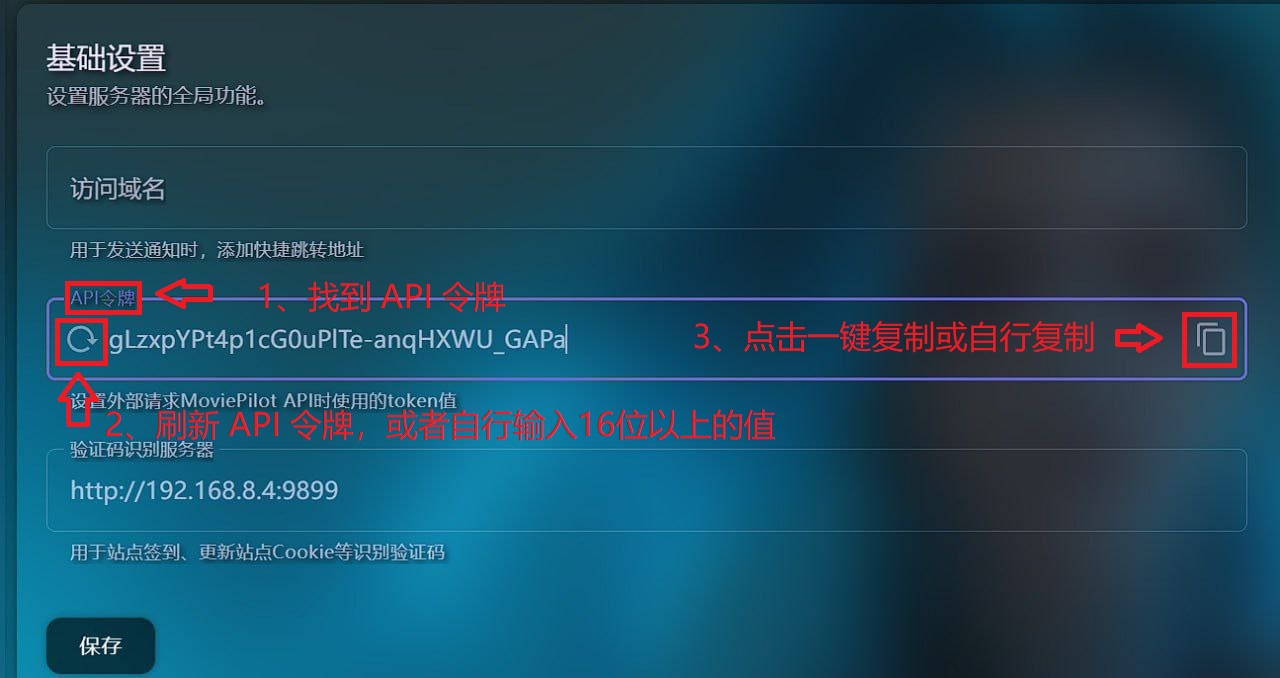 基础设置
设置服务器的全局功能。
访问域名
用于发送通知时，添加快捷跳转地址
API令牌
1、找到 API 令牌
gLzxpYPt4p1cG0uPlTe-anqHXWU_GAPa
3、点击一键复制或自行复制
设置外部请求MoviePilot API时使用的token值
2、刷新 API 令牌，或者自行输入16位以上的值
验证码识别服务器
http://192.168.8.4:9899
用于站点签到、更新站点Cookie等识别验证码
保存